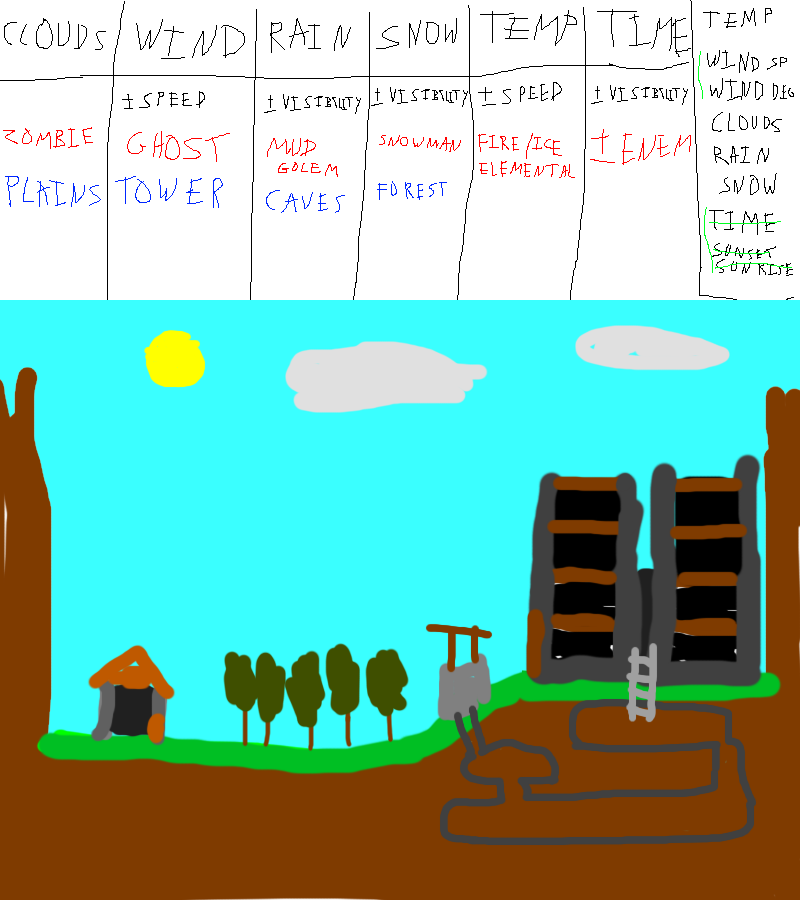 CLOUDS WIND RAIN SNOW TEMP TIME
± SPEED ± VISIBILITY ± VISIBILITY ± SPEED ± VISIBILITY
ZOMBIE GHOST MUD GOLEM SNOWMAN FIRE/ICE ELEMENTAL ± ENEM
PLAINS TOWER CAVES FOREST
TEMP
WIND SP
WIND DEG
CLOUDS
RAIN
SNOW
TIME
SUNSET
SUNRISE